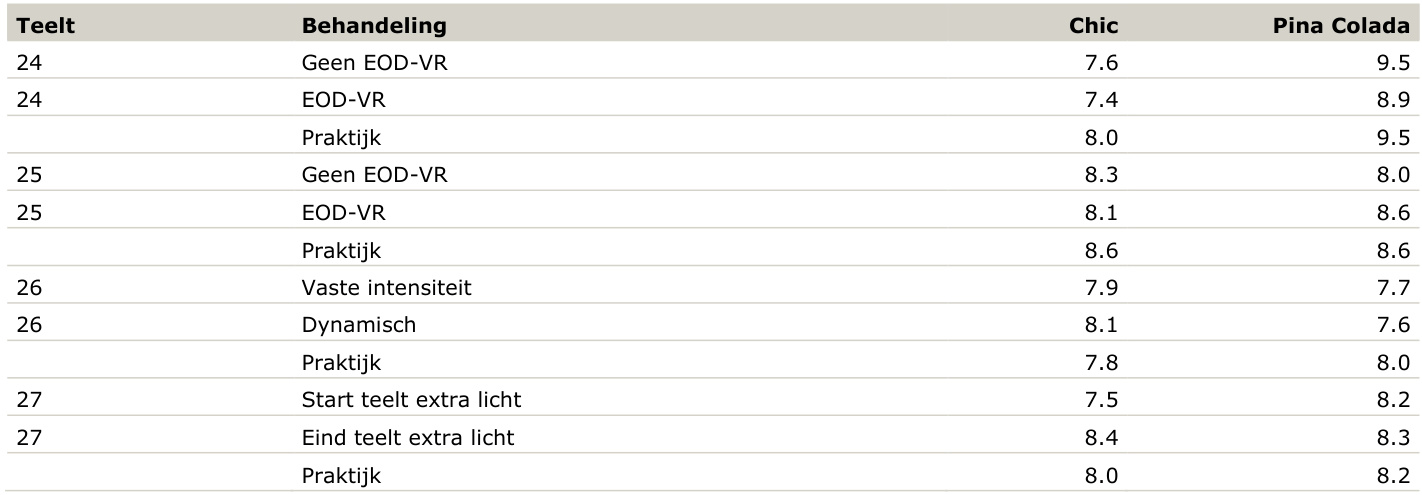 Teelt Behandeling Chic Pina Colada
24 Geen EOD-VR 7.6 9.5
24 EOD-VR 7.4 8.9
Praktijk 8.0 9.5
25 Geen EOD-VR 8.3 8.0
25 EOD-VR 8.1 8.6
Praktijk 8.6 8.6
26 Vaste intensiteit 7.9 7.7
26 Dynamisch 8.1 7.6
Praktijk 7.8 8.0
27 Start teelt extra licht 7.5 8.2
27 Eind teelt extra licht 8.4 8.3
Praktijk 8.0 8.2